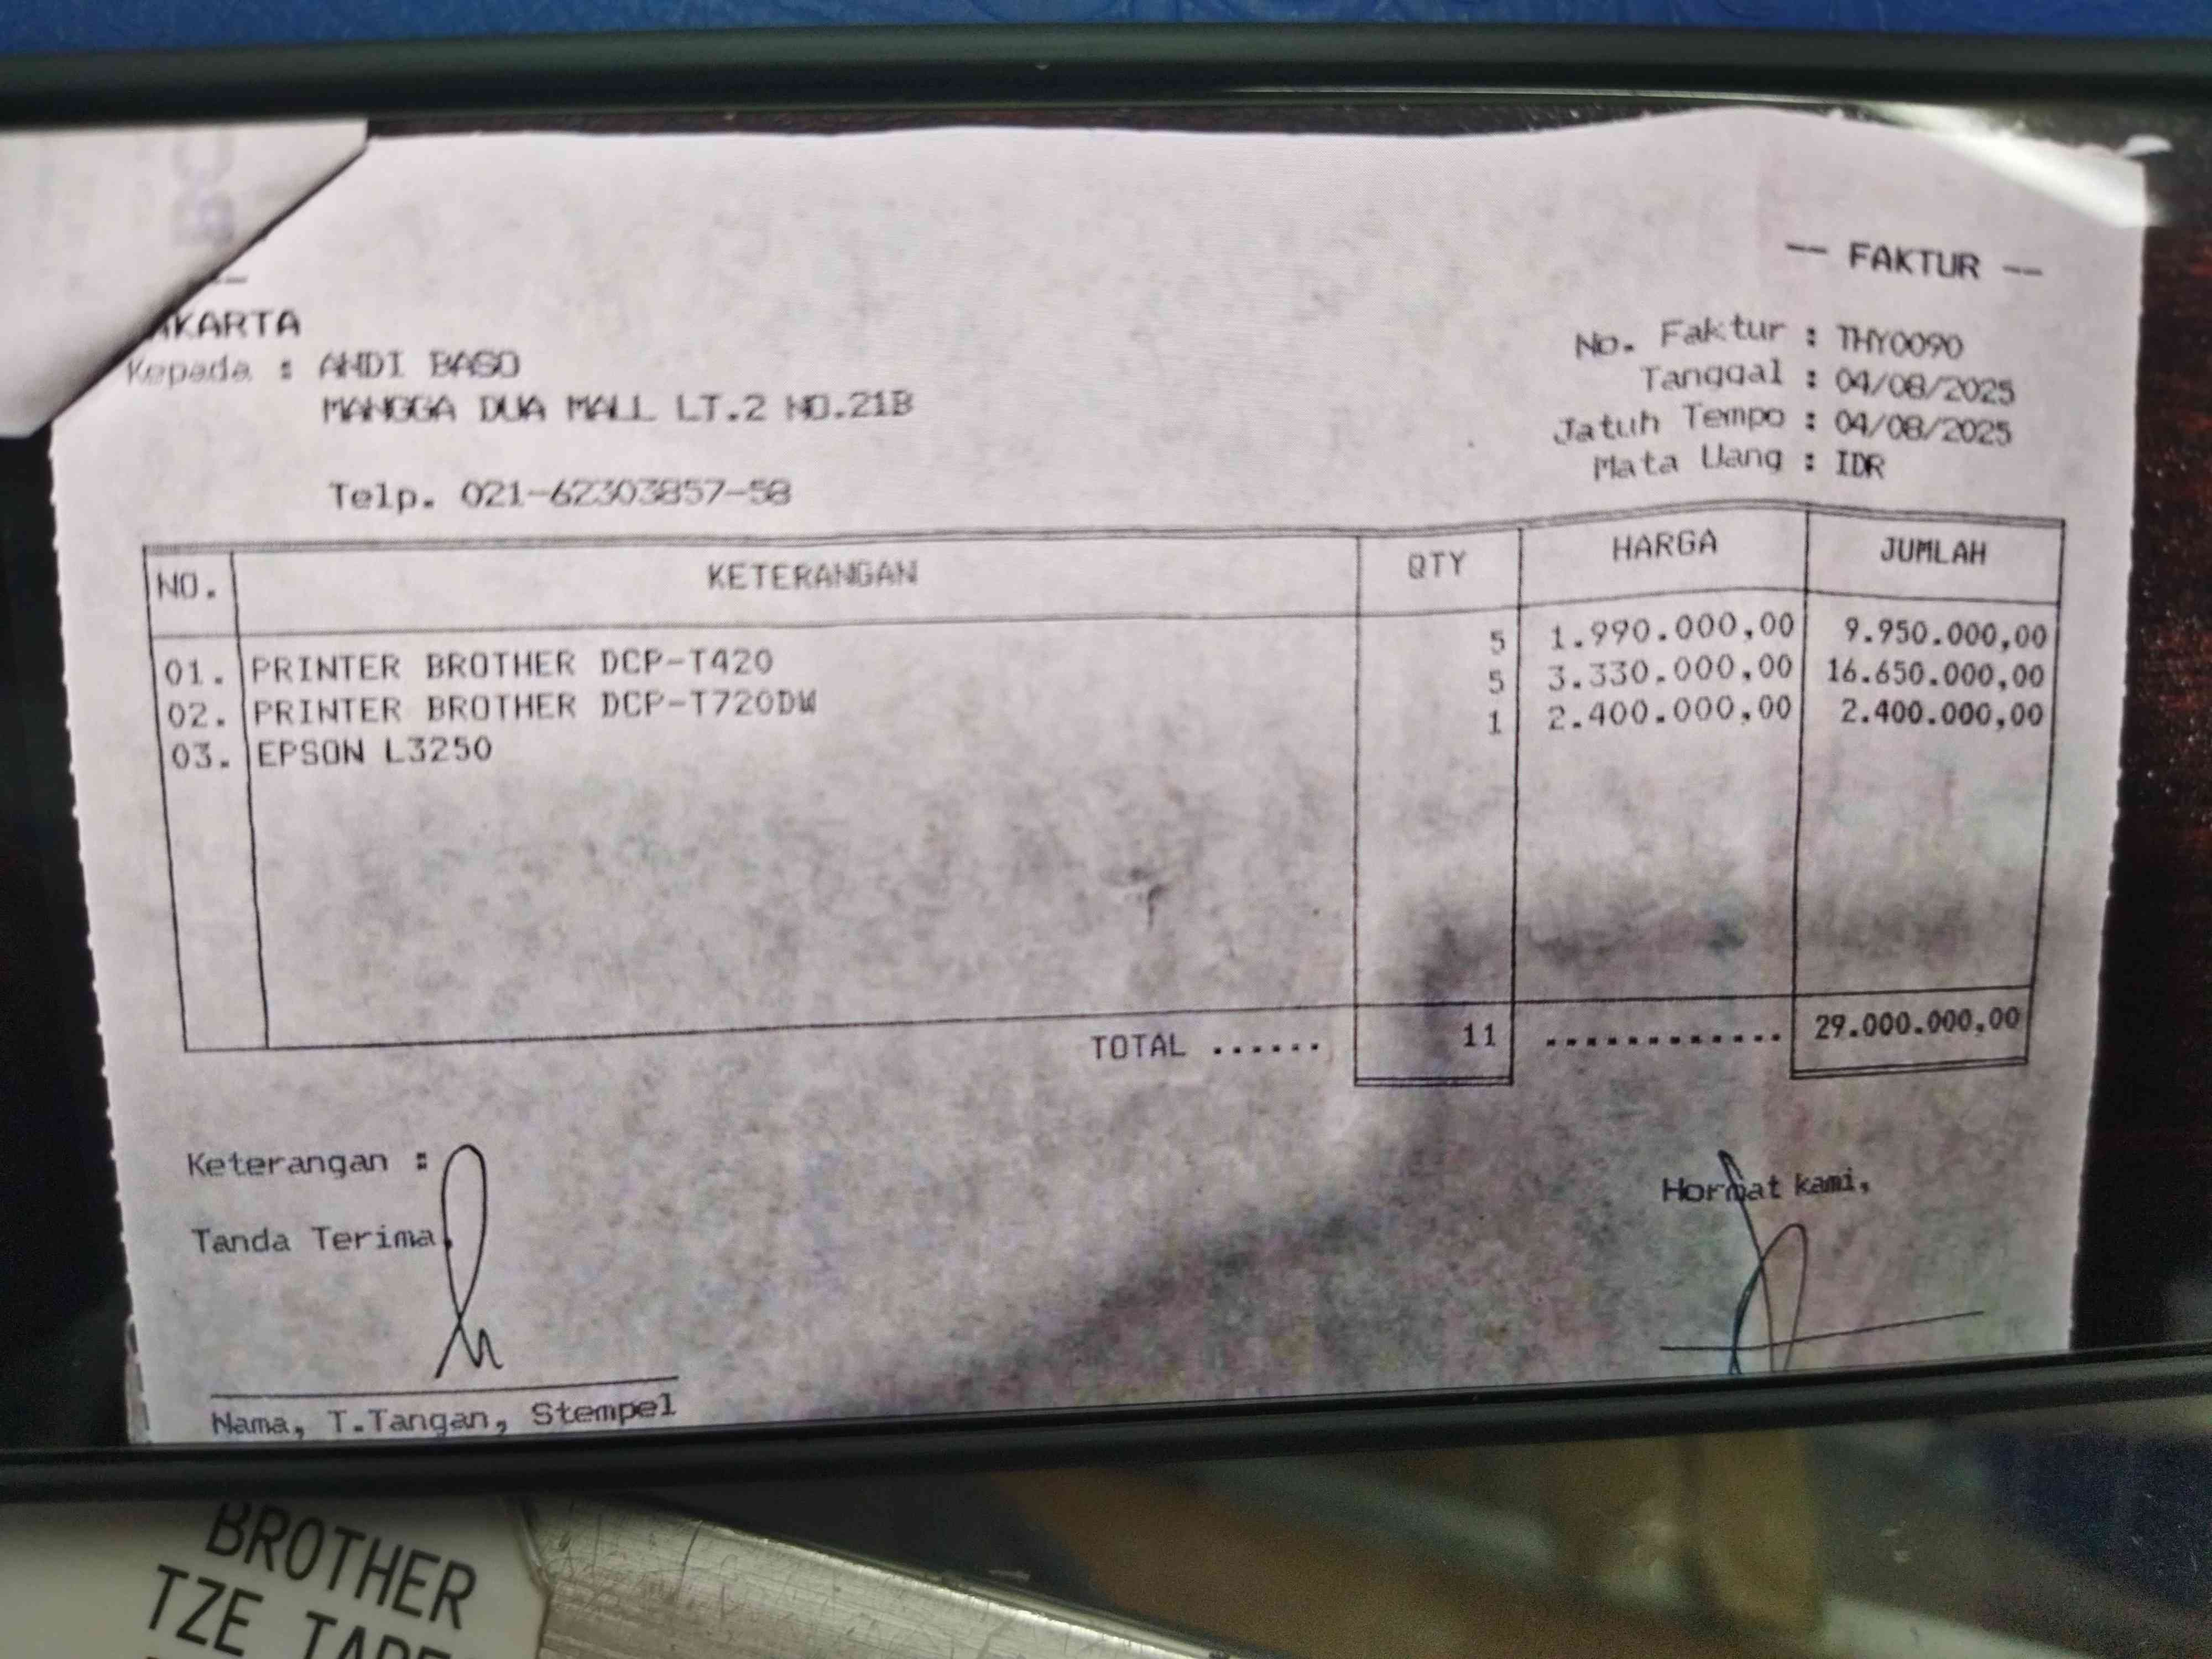 -- FAKTUR --
AKARTA
Kepada : ANDI BASO
MANGGA DUA MALL LT.2 NO.21B
Telp. 021-62303857-58
No. Faktur : THY0090
Tanggal : 04/08/2025
Jatuh Tempo : 04/08/2025
Mata Uang : IDR
NO. KETERANGAN QTY HARGA JUMLAH
01. PRINTER BROTHER DCP-T420 5 1.990.000,00 9.950.000,00
02. PRINTER BROTHER DCP-T720DW 5 3.330.000,00 16.650.000,00
03. EPSON L3250 1 2.400.000,00 2.400.000,00
TOTAL ...... 11 ............ 29.000.000,00
Keterangan :
Tanda Terima
Hormat kami,
Nama, T.Tangan, Stempel
BROTHER
TZE TAPE